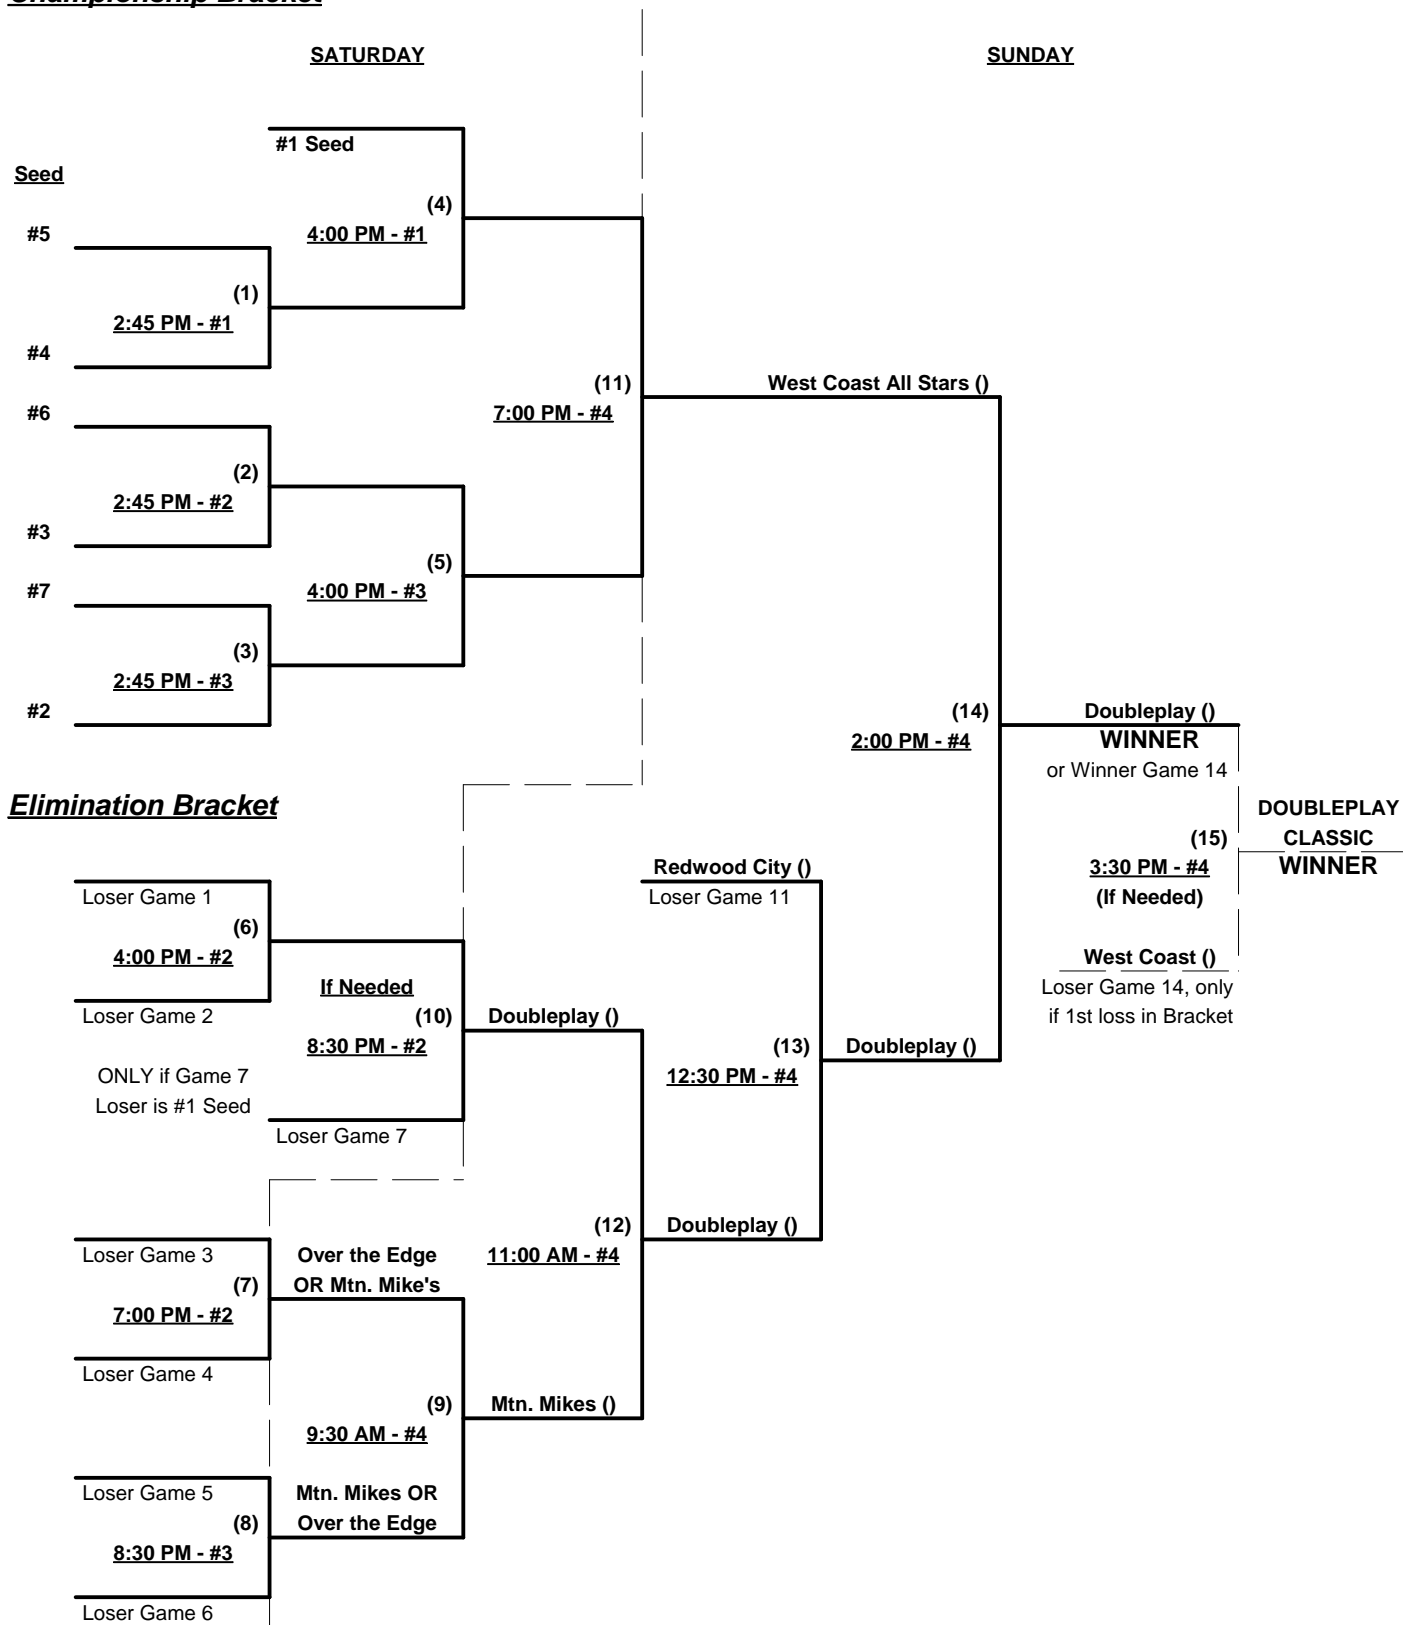 Championship Bracket
SATURDAY
SUNDAY
#1 Seed
Seed
(4)
4:00 PM - #1
#5
(1)
2:45 PM - #1
#4
(11)
7:00 PM - #4
West Coast All Stars ()
#6
(2)
2:45 PM - #2
#3
(5)
4:00 PM - #3
#7
(3)
2:45 PM - #3
#2
(14)
2:00 PM - #4
Doubleplay ()
WINNER
or Winner Game 14
Elimination Bracket
DOUBLEPLAY
CLASSIC
WINNER
(15)
3:30 PM - #4
(If Needed)
West Coast ()
Loser Game 14, only
if 1st loss in Bracket
Redwood City ()
Loser Game 11
Loser Game 1
(6)
4:00 PM - #2
Loser Game 2
If Needed
(10)
8:30 PM - #2
Doubleplay ()
(13)
12:30 PM - #4
Doubleplay ()
ONLY if Game 7
Loser is #1 Seed
Loser Game 7
(12)
11:00 AM - #4
Doubleplay ()
Loser Game 3
(7)
7:00 PM - #2
Loser Game 4
Over the Edge
OR Mtn. Mike's
(9)
9:30 AM - #4
Mtn. Mikes ()
Loser Game 5
(8)
8:30 PM - #3
Loser Game 6
Mtn. Mikes OR
Over the Edge